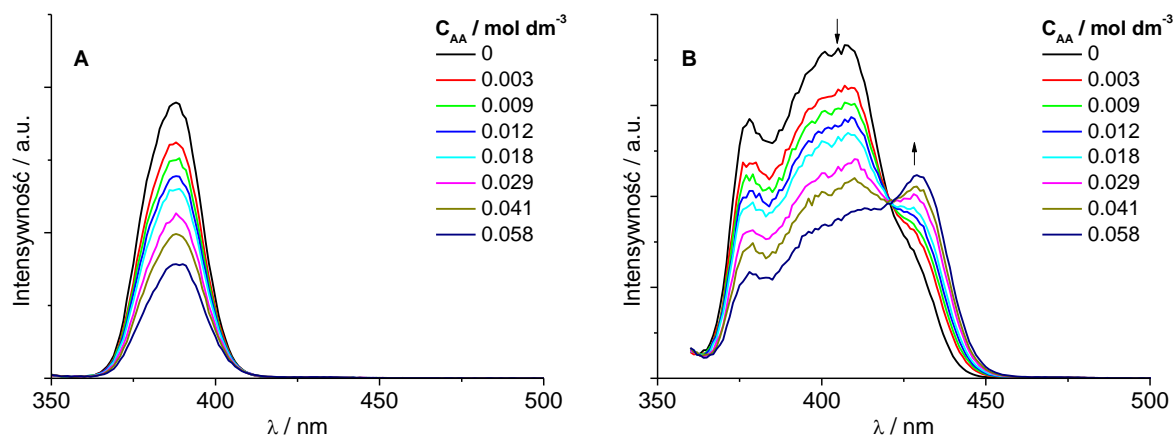 A
C_AA / mol dm⁻³
0
0.003
0.009
0.012
0.018
0.029
0.041
0.058
Intensywność / a.u.
350 400 450 500
λ / nm
B
C_AA / mol dm⁻³
0
0.003
0.009
0.012
0.018
0.029
0.041
0.058
Intensywność / a.u.
350 400 450 500
λ / nm